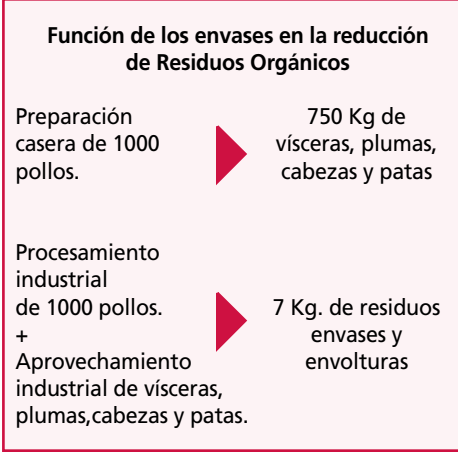 Función de los envases en la reducción
de Residuos Orgánicos
Preparación
casera de 1000
pollos.
750 Kg de
vísceras, plumas,
cabezas y patas
Procesamiento
industrial
de 1000 pollos.
+
Aprovechamiento
industrial de vísceras,
plumas,cabezas y patas.
7 Kg. de residuos
envases y
envolturas